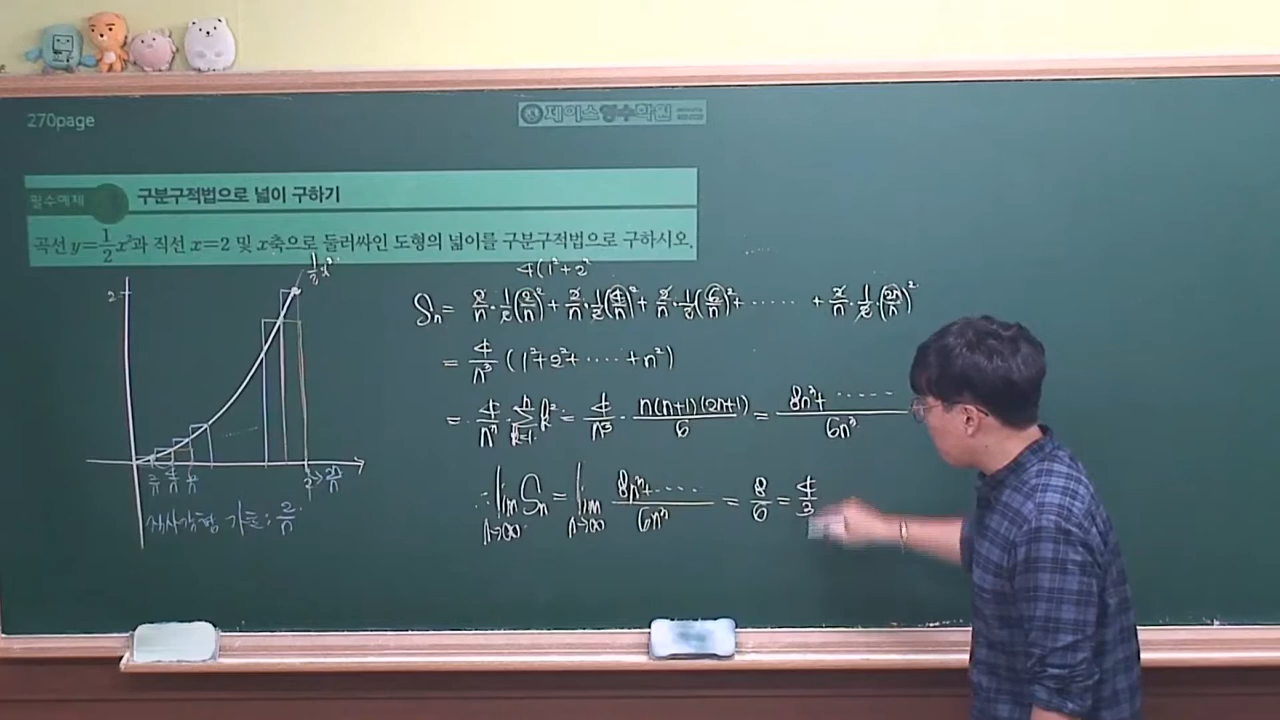 270page
제이스영수학원
필수예제
구분구적법으로 넓이 구하기
곡선 y=1/2x²과 직선 x=2 및 x축으로 둘러싸인 도형의 넓이를 구분구적법으로 구하시오.
1/2x²
2
4(1²+2²
Sₙ= 2/n·1/2(2/n)²+2/n·1/2(4/n)²+2/n·1/2(6/n)²+······+2/n·1/2·(2n/n)²
= 4/n³(1²+2²+····+n²)
= 4/n³·∑ₖ₌₁ⁿk² = 4/n³·n(n+1)(2n+1)/6 = 8n³+·····/6n³
2/n 4/n 6/n 2n/n
직사각형 가로: 2/n
∴ lim n→∞ Sₙ = lim n→∞ 8n³+····/6n³ = 8/6 = 4/3